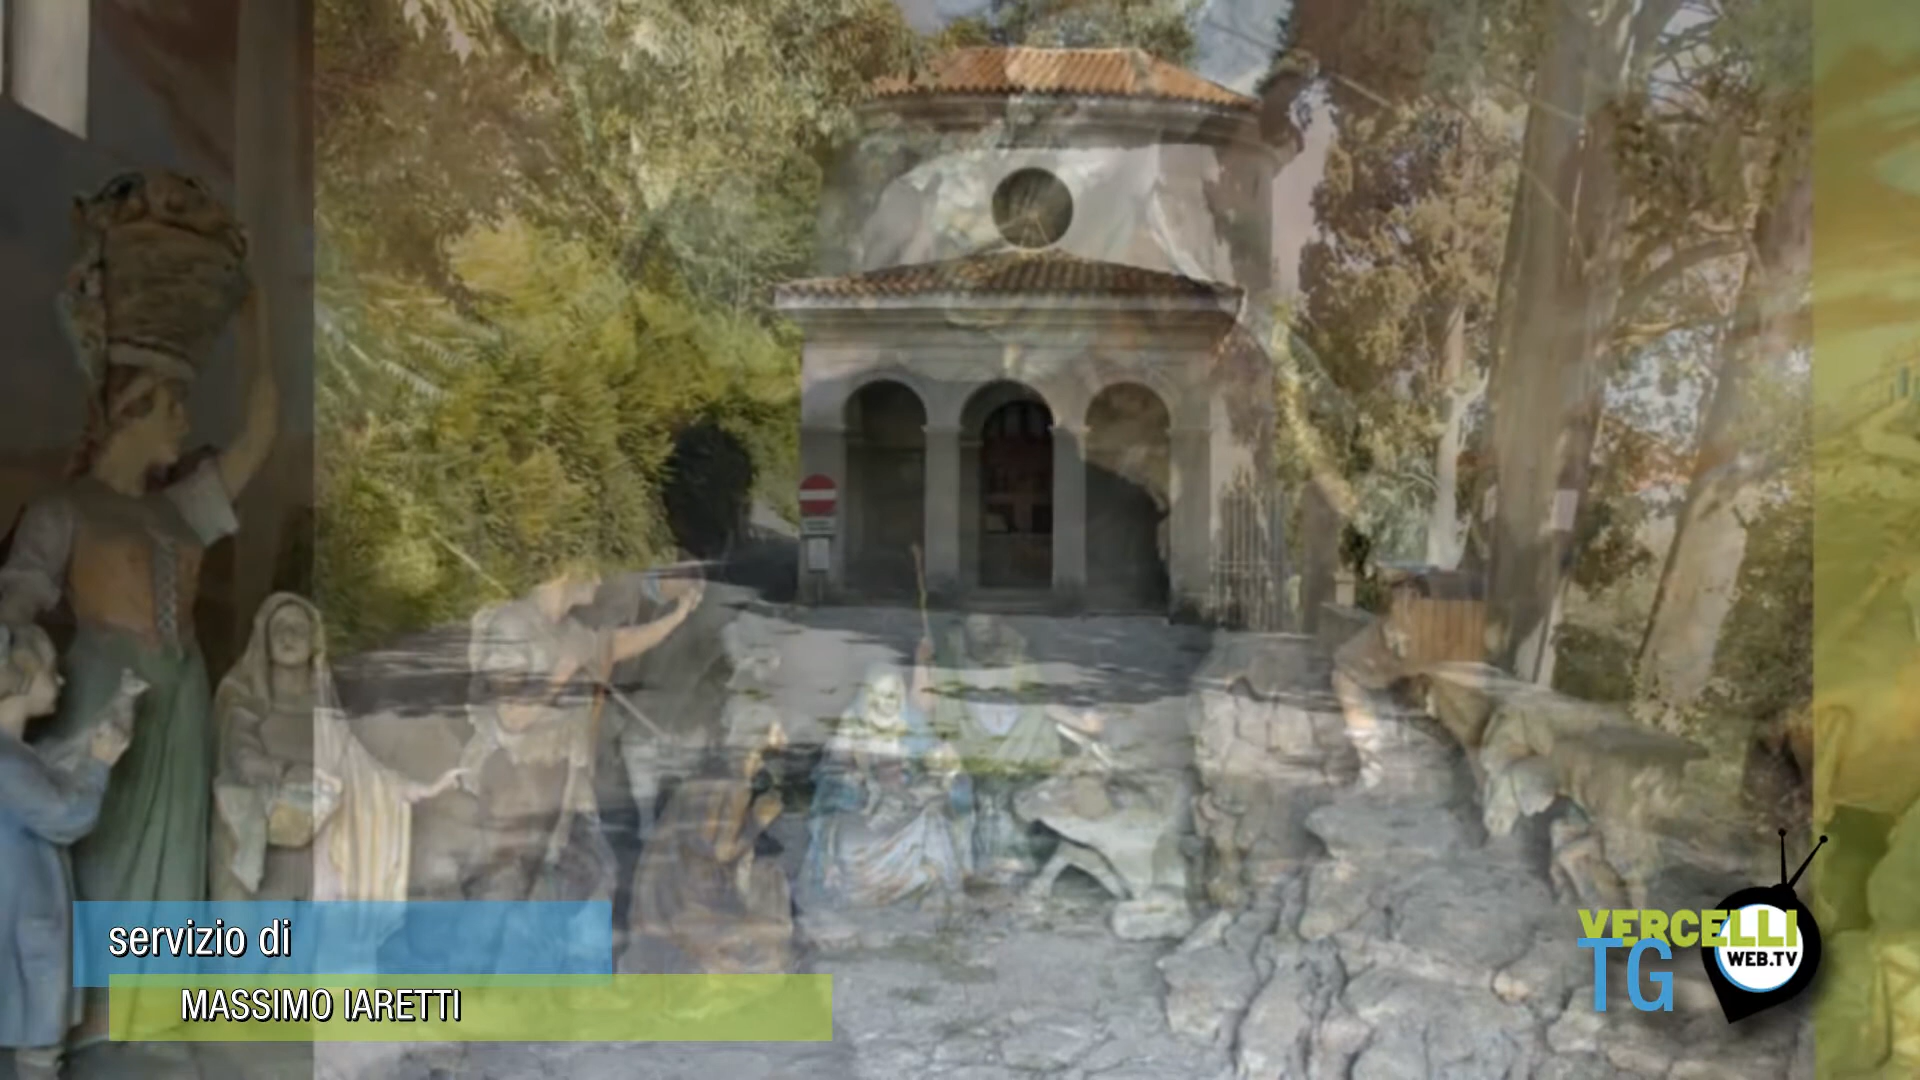 servizio di
MASSIMO IARETTI
VERCELLI
WEB.TV
TG